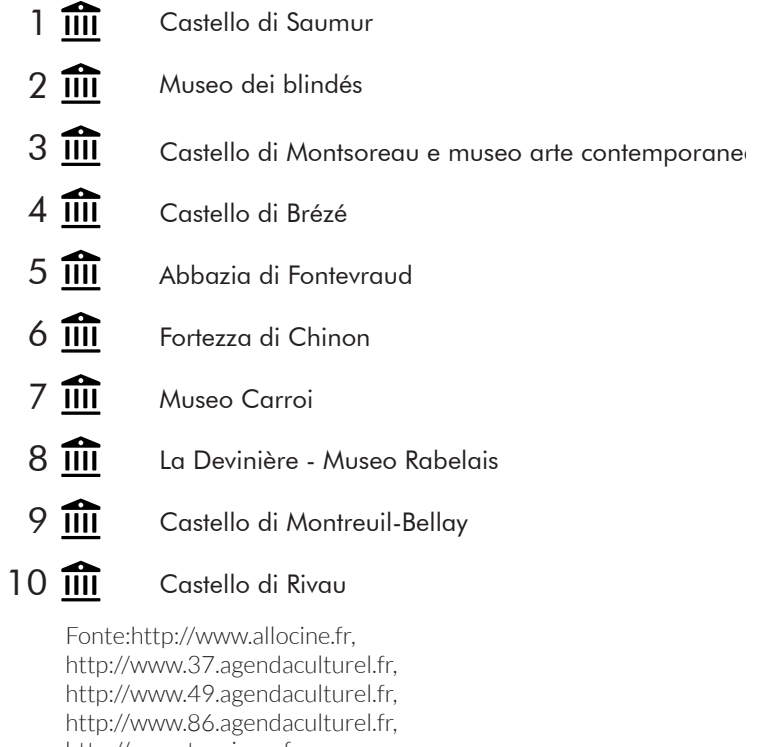 1 Castello di Saumur
2 Museo dei blindés
3 Castello di Montsoreau e museo arte
4 Castello di Brézé
5 Abbazia di Fontevraud
6 Fortezza di Chinon
7 Museo Carroi
8 La Devinière - Museo Rabelais
9 Castello di Montreuil-Bellay
10 Castello di Rivau
Fonte:http://www.allocine.fr,
http://www.37.agendaculturel.fr,
http://www.49.agendaculturel.fr,
http://www.86.agendaculturel.fr,